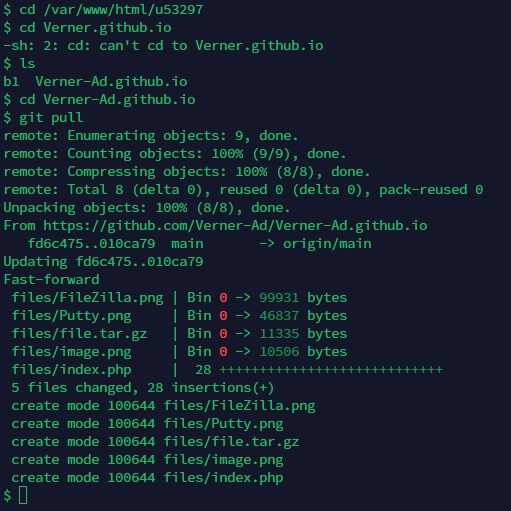 $ cd /var/www/html/u53297
$ cd Verner.github.io
-sh: 2: cd: can't cd to Verner.github.io
$ ls
b1  Verner-Ad.github.io
$ cd Verner-Ad.github.io
$ git pull
remote: Enumerating objects: 9, done.
remote: Counting objects: 100% (9/9), done.
remote: Compressing objects: 100% (8/8), done.
remote: Total 8 (delta 0), reused 0 (delta 0), pack-reused 0
Unpacking objects: 100% (8/8), done.
From https://github.com/Verner-Ad/Verner-Ad.github.io
   fd6c475..010ca79  main       -> origin/main
Updating fd6c475..010ca79
Fast-forward
 files/FileZilla.png | Bin 0 -> 99931 bytes
 files/Putty.png     | Bin 0 -> 46837 bytes
 files/file.tar.gz   | Bin 0 -> 11335 bytes
 files/image.png     | Bin 0 -> 10506 bytes
 files/index.php     |  28 ++++++++++++++++++++++++++++
 5 files changed, 28 insertions(+)
 create mode 100644 files/FileZilla.png
 create mode 100644 files/Putty.png
 create mode 100644 files/file.tar.gz
 create mode 100644 files/image.png
 create mode 100644 files/index.php
$